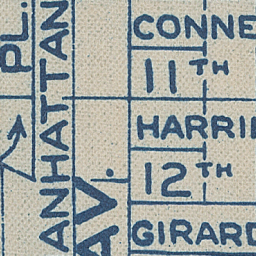 PL.
ANHATTAN
AV.
CONNE
11TH
HARRI
12TH
GIRARD